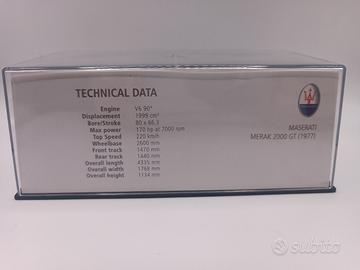 TECHNICAL DATA
Engine V6 90°
Displacement 1999 cm³
Bore/Stroke 80 x 66.3
Max power 170 hp at 7000 rpm
Top Speed 220 km/h
Wheelbase 2600 mm
Front track 1470 mm
Rear track 1440 mm
Overall length 4335 mm
Overall width 1768 mm
Overall height 1134 mm
MASERATI
MERAK 2000 GT (1977)
subito